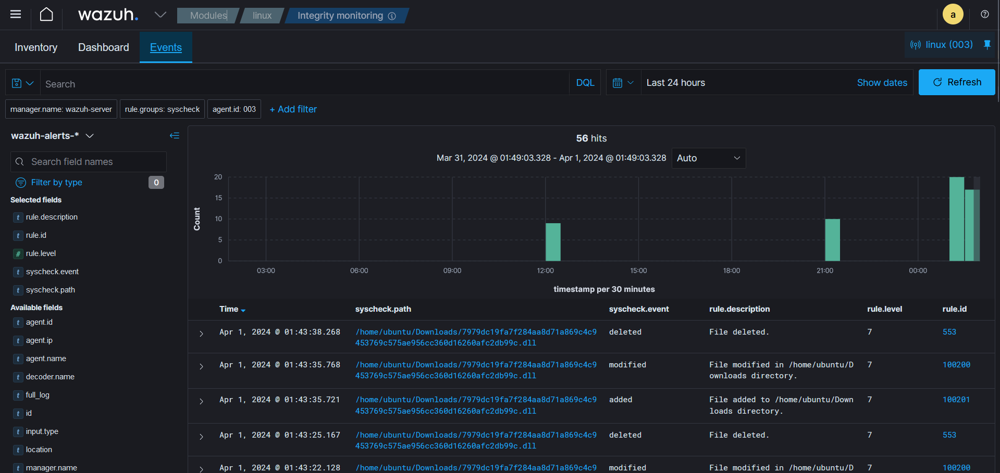 wazuh.
Modules
linux
Integrity monitoring
a
Inventory
Dashboard
Events
linux (003)
Search
DQL
Last 24 hours
Show dates
Refresh
manager.name: wazuh-server
rule.groups: syscheck
agent.id: 003
+ Add filter
wazuh-alerts-*
Search field names
Filter by type
0
Selected fields
t rule.description
t rule.id
# rule.level
t syscheck.event
t syscheck.path
Available fields
t agent.id
t agent.ip
t agent.name
t decoder.name
t full_log
t id
t input.type
t location
t manager.name
56 hits
Mar 31, 2024 @ 01:49:03.328 - Apr 1, 2024 @ 01:49:03.328
Auto
Count
20
15
10
5
0
03:00
06:00
09:00
12:00
15:00
18:00
21:00
00:00
timestamp per 30 minutes
Time syscheck.path syscheck.event rule.description rule.level rule.id
Apr 1, 2024 @ 01:43:38.268 /home/ubuntu/Downloads/7979dc19fa7f284aa8d71a869c4c9 deleted File deleted. 7 553
453769c575ae956cc360d16260afc2db99c.dll
Apr 1, 2024 @ 01:43:35.768 /home/ubuntu/Downloads/7979dc19fa7f284aa8d71a869c4c9 modified File modified in /home/ubuntu/D 7 100200
453769c575ae956cc360d16260afc2db99c.dll ownloads directory.
Apr 1, 2024 @ 01:43:35.721 /home/ubuntu/Downloads/7979dc19fa7f284aa8d71a869c4c9 added File added to /home/ubuntu/Down 7 100201
453769c575ae956cc360d16260afc2db99c.dll loads directory.
Apr 1, 2024 @ 01:43:25.167 /home/ubuntu/Downloads/7979dc19fa7f284aa8d71a869c4c9 deleted File deleted. 7 553
453769c575ae956cc360d16260afc2db99c.dll
Apr 1, 2024 @ 01:43:22.128 /home/ubuntu/Downloads/7979dc19fa7f284aa8d71a869c4c9 modified File modified in /home/ubuntu/D 7 100200